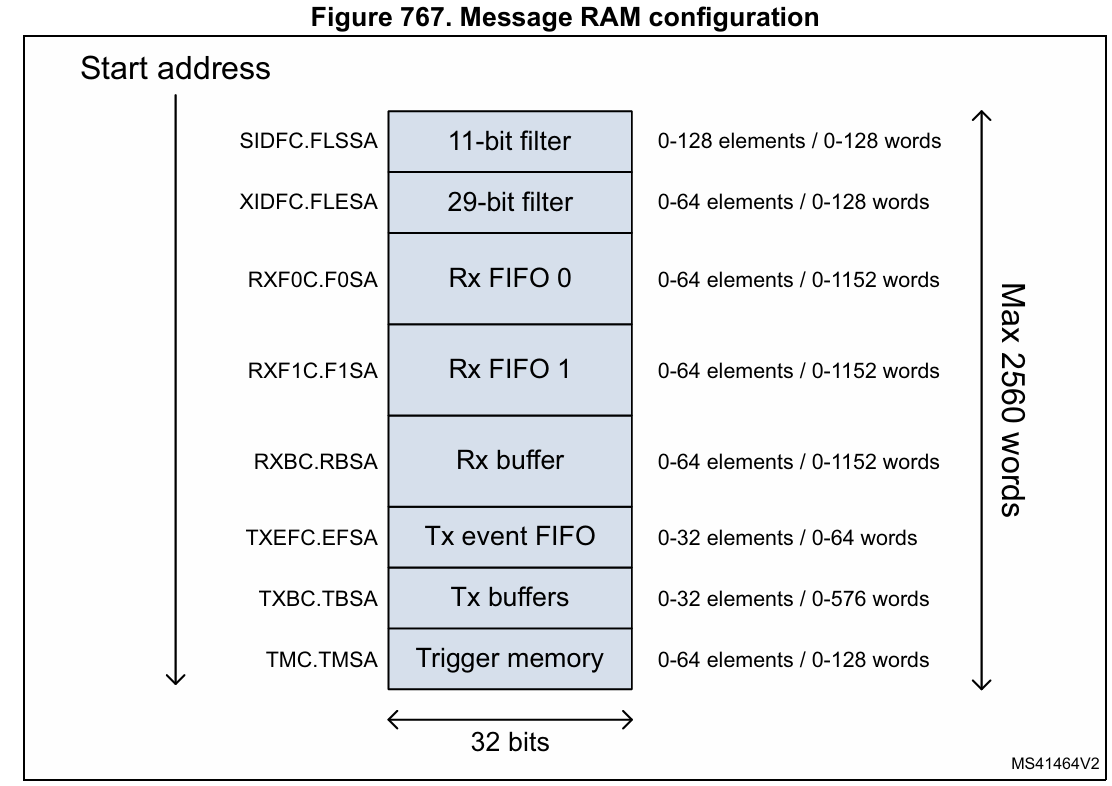 Figure 767. Message RAM configuration
Start address
SIDFC.FLSSA 11-bit filter 0-128 elements / 0-128 words
XIDFC.FLESA 29-bit filter 0-64 elements / 0-128 words
RXF0C.F0SA Rx FIFO 0 0-64 elements / 0-1152 words
RXF1C.F1SA Rx FIFO 1 0-64 elements / 0-1152 words
RXBC.RBSA Rx buffer 0-64 elements / 0-1152 words
TXEFC.EFSA Tx event FIFO 0-32 elements / 0-64 words
TXBC.TBSA Tx buffers 0-32 elements / 0-576 words
TMC.TMSA Trigger memory 0-64 elements / 0-128 words
Max 2560 words
32 bits
MS41464V2